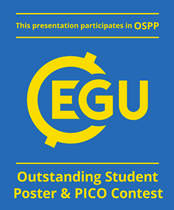 This presentation participates in OSPP
EGU
Outstanding Student
Poster & PICO Contest